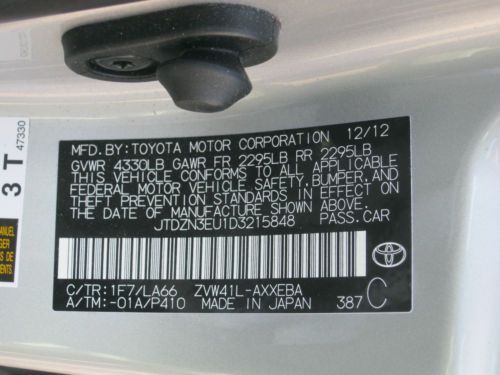 MFD.BY:TOYOTA MOTOR CORPORATION 12/12
GVWR 4330LB GAWR FR 2295LB RR 2295LB
THIS VEHICLE CONFORMS TO ALL APPLICABLE
FEDERAL MOTOR VEHICLE SAFETY, BUMPER, AND
THEFT PREVENTION STANDARDS IN EFFECT ON
THE DATE OF MANUFACTURE SHOWN ABOVE.
JTDZN3EU1D3215848 PASS.CAR
C/TR:1F7/LA66 ZVW41L-AXXEBA
A/TM:-01A/P410 MADE IN JAPAN 387 C
3 T
47330